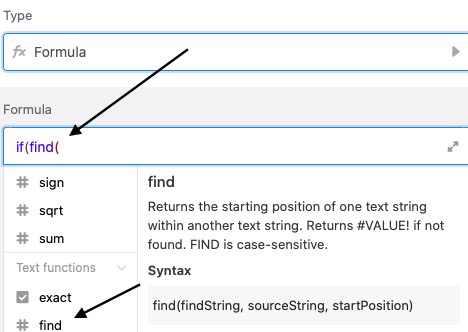 Type
fx Formula
Formula
if(find(
# sign
# sqrt
# sum
Text functions
exact
# find
find
Returns the starting position of one text string
within another text string. Returns #VALUE! if not
found. FIND is case-sensitive.
Syntax
find(findString, sourceString, startPosition)